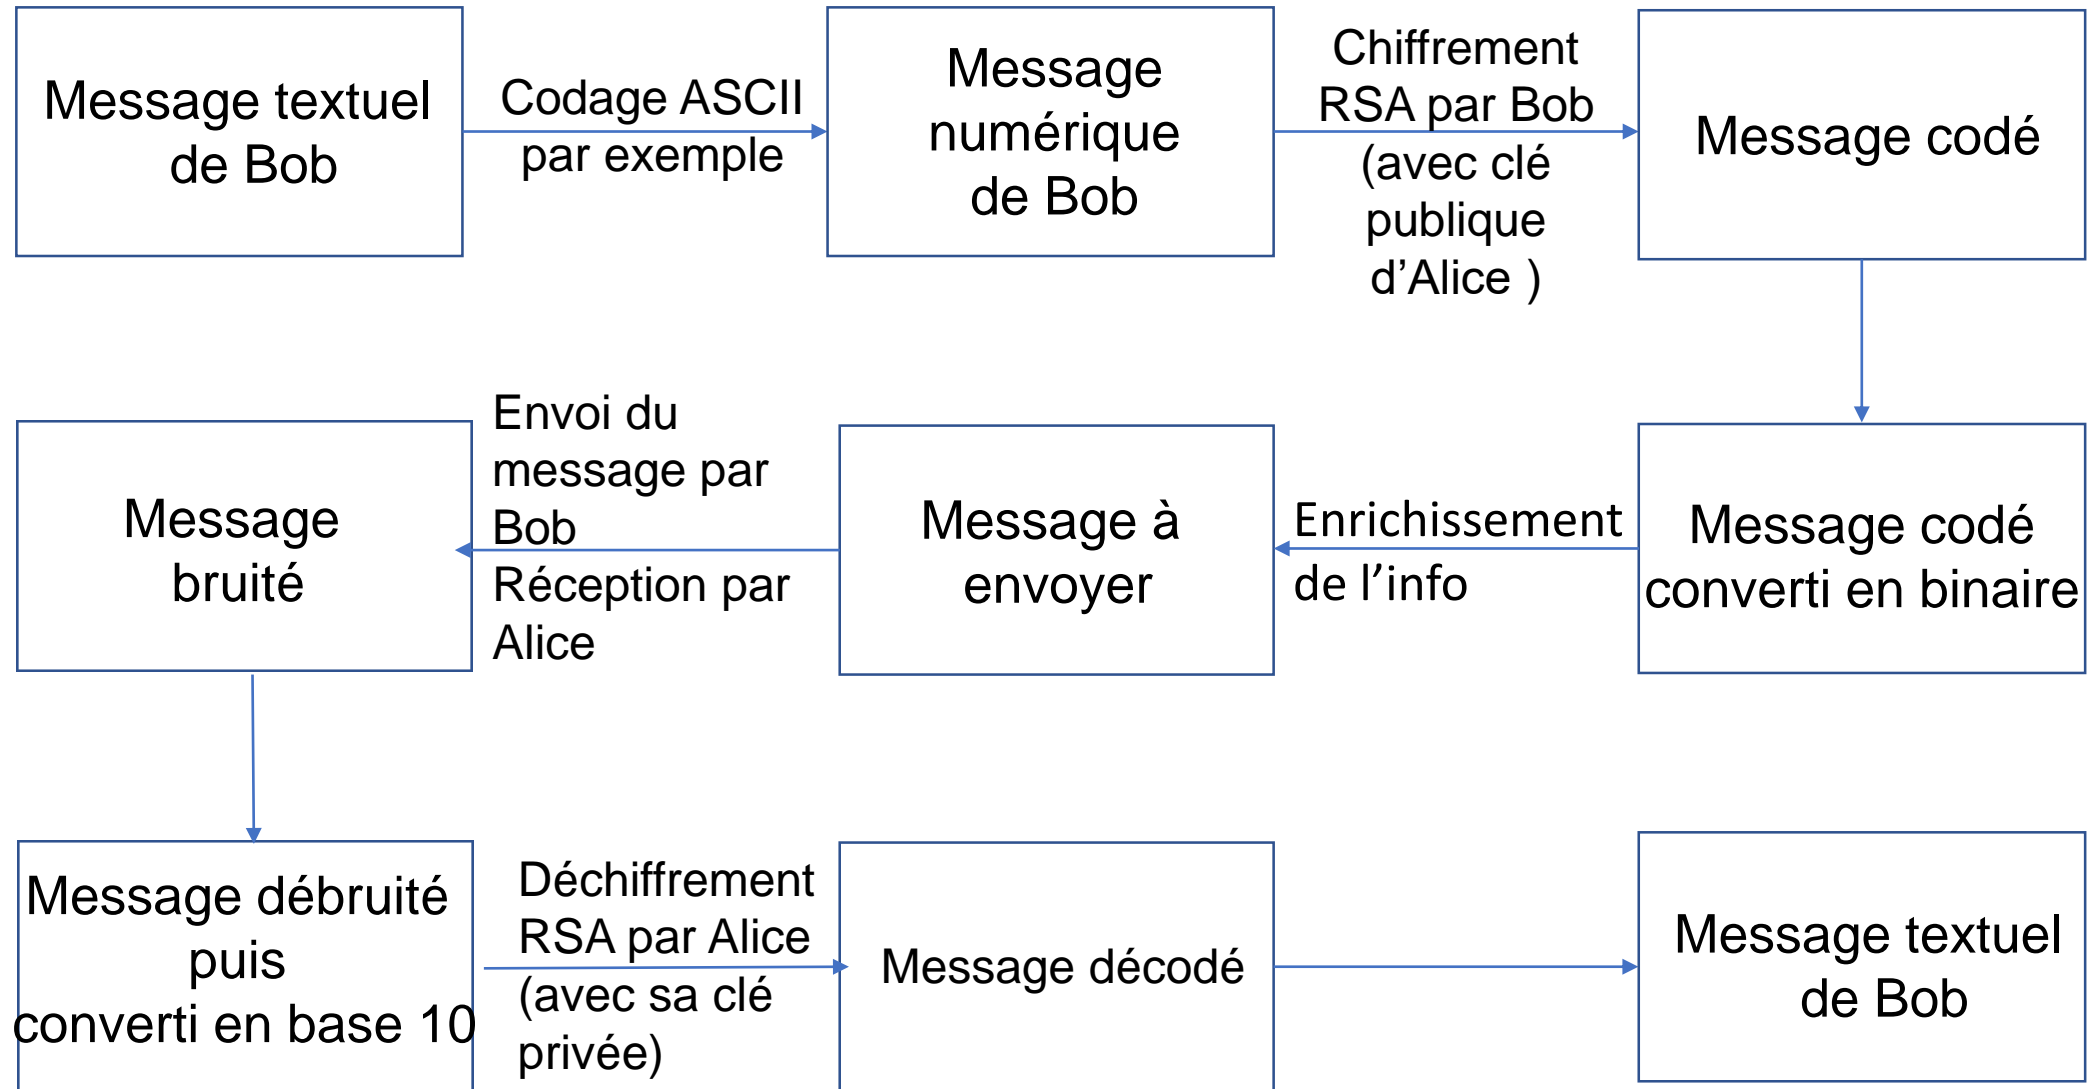 Message textuel
de Bob
Codage ASCII
par exemple
Message
numérique
de Bob
Chiffrement
RSA par Bob
(avec clé
publique
d’Alice )
Message codé
Message
bruité
Envoi du
message par
Bob
Réception par
Alice
Message à
envoyer
Enrichissement
de l’info
Message codé
converti en binaire
Message débruité
puis
converti en base 10
Déchiffrement
RSA par Alice
(avec sa clé
privée)
Message décodé
Message textuel
de Bob